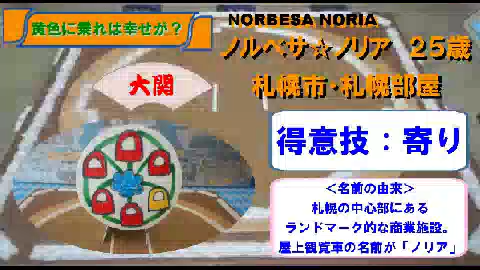 黄色に乗れは幸せが？
NORBESA NORIA
ノルベサ☆ノリア 25歳
札幌市・札幌部屋
大関
得意技：寄り
＜名前の由来＞
札幌の中心部にある
ランドマーク的な商業施設。
屋上観覧車の名前が「ノリア」